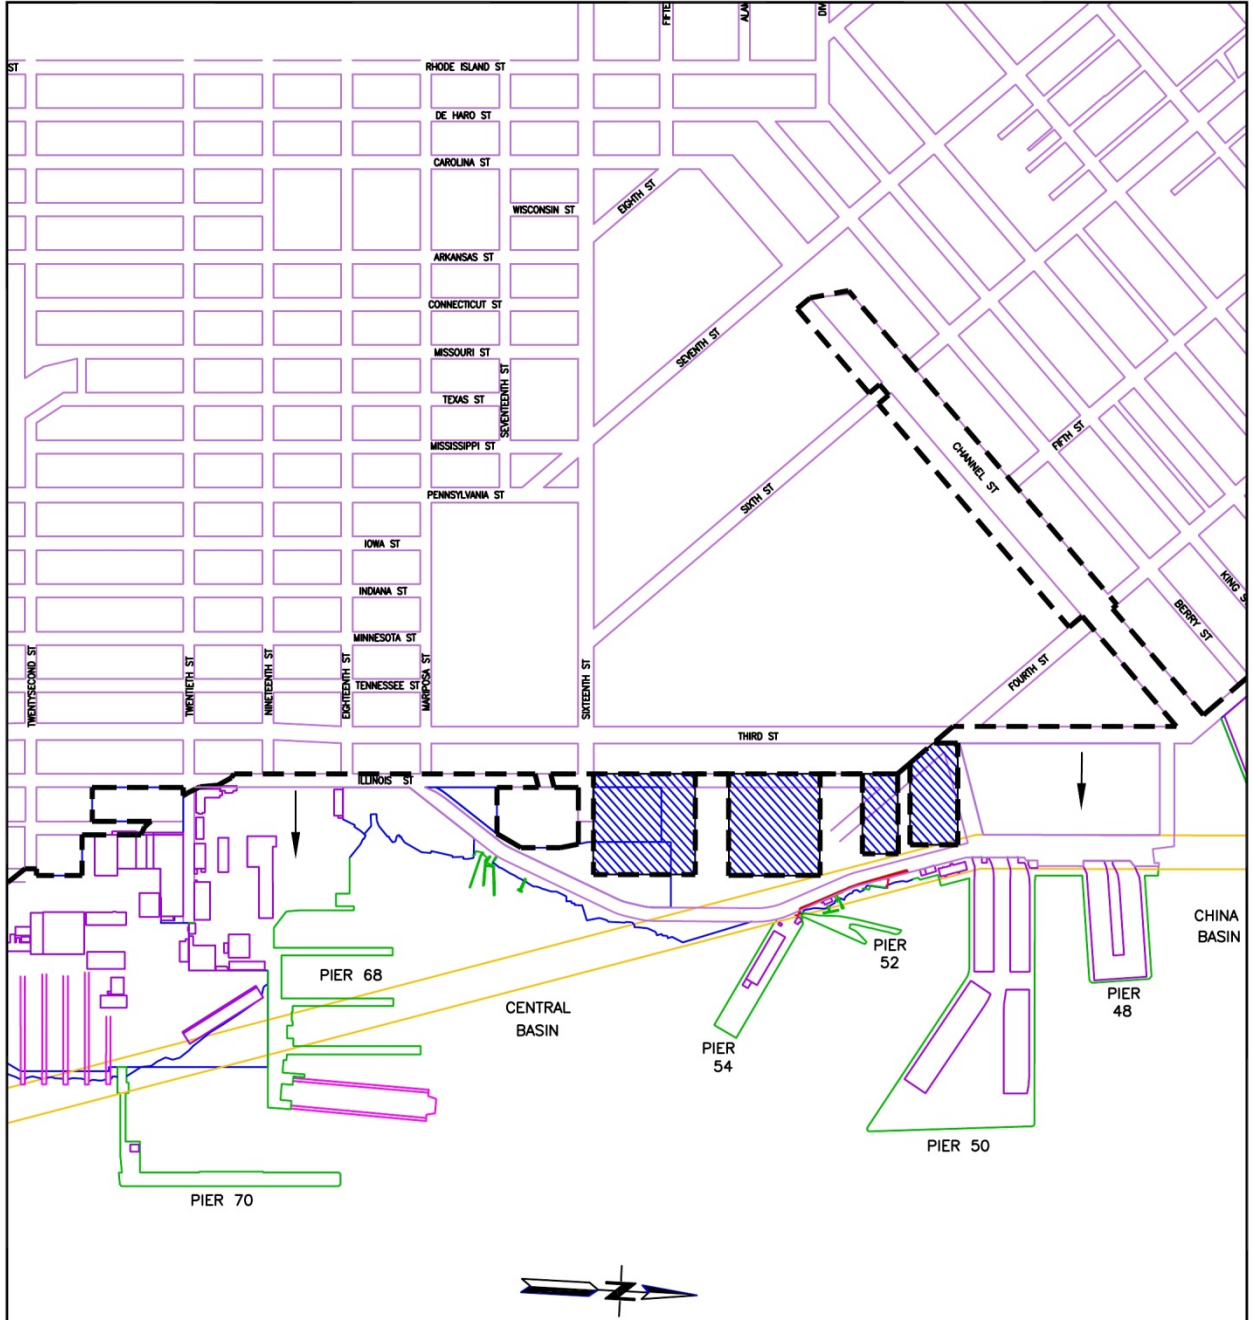 ST
RHODE ISLAND ST
DE HARO ST
CAROLINA ST
WISCONSIN ST
EIGHTH ST
ARKANSAS ST
CONNECTICUT ST
MISSOURI ST
SEVENTH ST
TEXAS ST
SEVENTEENTH ST
MISSISSIPPI ST
FIFTH ST
CHANNEL ST
PENNSYLVANIA ST
SIXTH ST
IOWA ST
INDIANA ST
KING S
BERRY ST
MINNESOTA ST
FOURTH ST
TENNESSEE ST
TWENTYSECOND ST
TWENTIETH ST
NINETEENTH ST
EIGHTEENTH ST
MARIPOSA ST
SIXTEENTH ST
THIRD ST
ILLINOIS ST
CHINA
BASIN
PIER
52
PIER 68
CENTRAL
BASIN
PIER
48
PIER
54
PIER 50
PIER 70
N